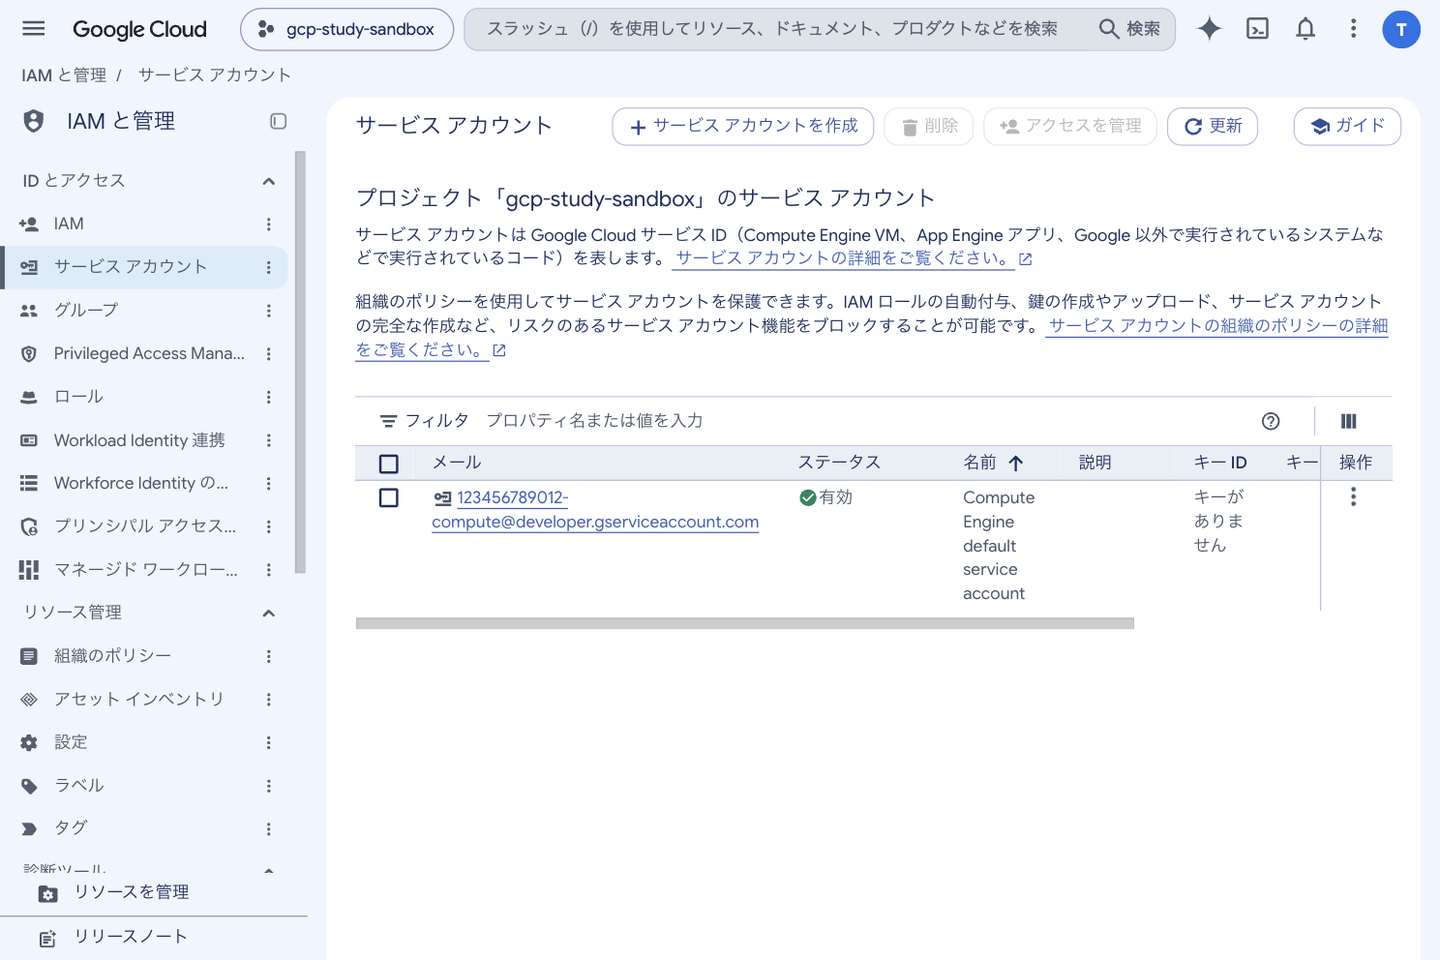 Google Cloud
gcp-study-sandbox
スラッシュ（/）を使用してリソース、ドキュメント、プロダクトなどを検索
検索
T
IAM と管理 / サービス アカウント
IAM と管理
ID とアクセス
IAM
サービス アカウント
グループ
Privileged Access Mana...
ロール
Workload Identity 連携
Workforce Identity の...
プリンシパル アクセス...
マネージド ワークロー...
リソース管理
組織のポリシー
アセット インベントリ
設定
ラベル
タグ
診断ツール
リソースを管理
リリースノート
サービス アカウント
サービス アカウントを作成
削除
アクセスを管理
更新
ガイド
プロジェクト「gcp-study-sandbox」のサービス アカウント
サービス アカウントは Google Cloud サービス ID（Compute Engine VM、App Engine アプリ、Google 以外で実行されているシステムな
どで実行されているコード）を表します。 サービス アカウントの詳細をご覧ください。
組織のポリシーを使用してサービス アカウントを保護できます。IAM ロールの自動付与、鍵の作成やアップロード、サービス アカウント
の完全な作成など、リスクのあるサービス アカウント機能をブロックすることが可能です。 サービス アカウントの組織のポリシーの詳細
をご覧ください。
フィルタ プロパティ名または値を入力
メール ステータス 名前 説明 キー ID キー 操作
123456789012-
compute@developer.gserviceaccount.com
有効
Compute
Engine
default
service
account
キーが
ありま
せん